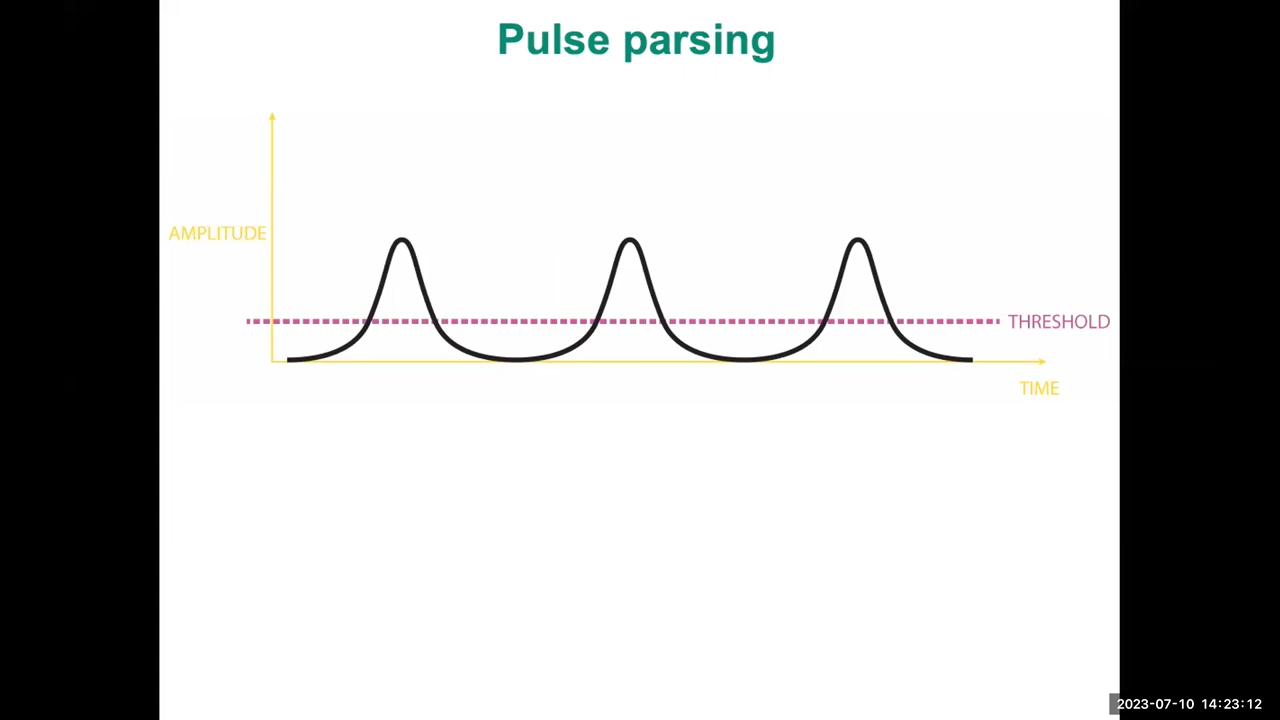 Pulse parsing
AMPLITUDE
THRESHOLD
TIME
2023-07-10 14:23:12